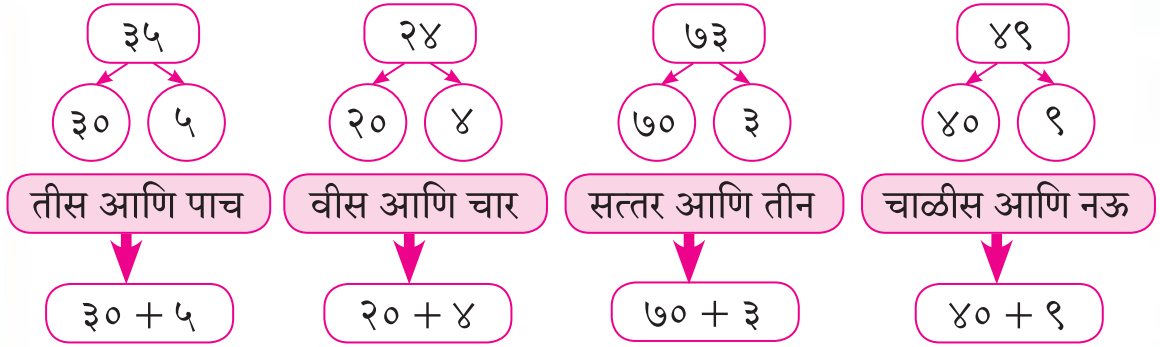 ३५ २४ ७३ ४९
३० ५ २० ४ ७० ३ ४० ९
तीस आणि पाच वीस आणि चार सत्तर आणि तीन चाळीस आणि नऊ
३० + ५ २० + ४ ७० + ३ ४० + ९